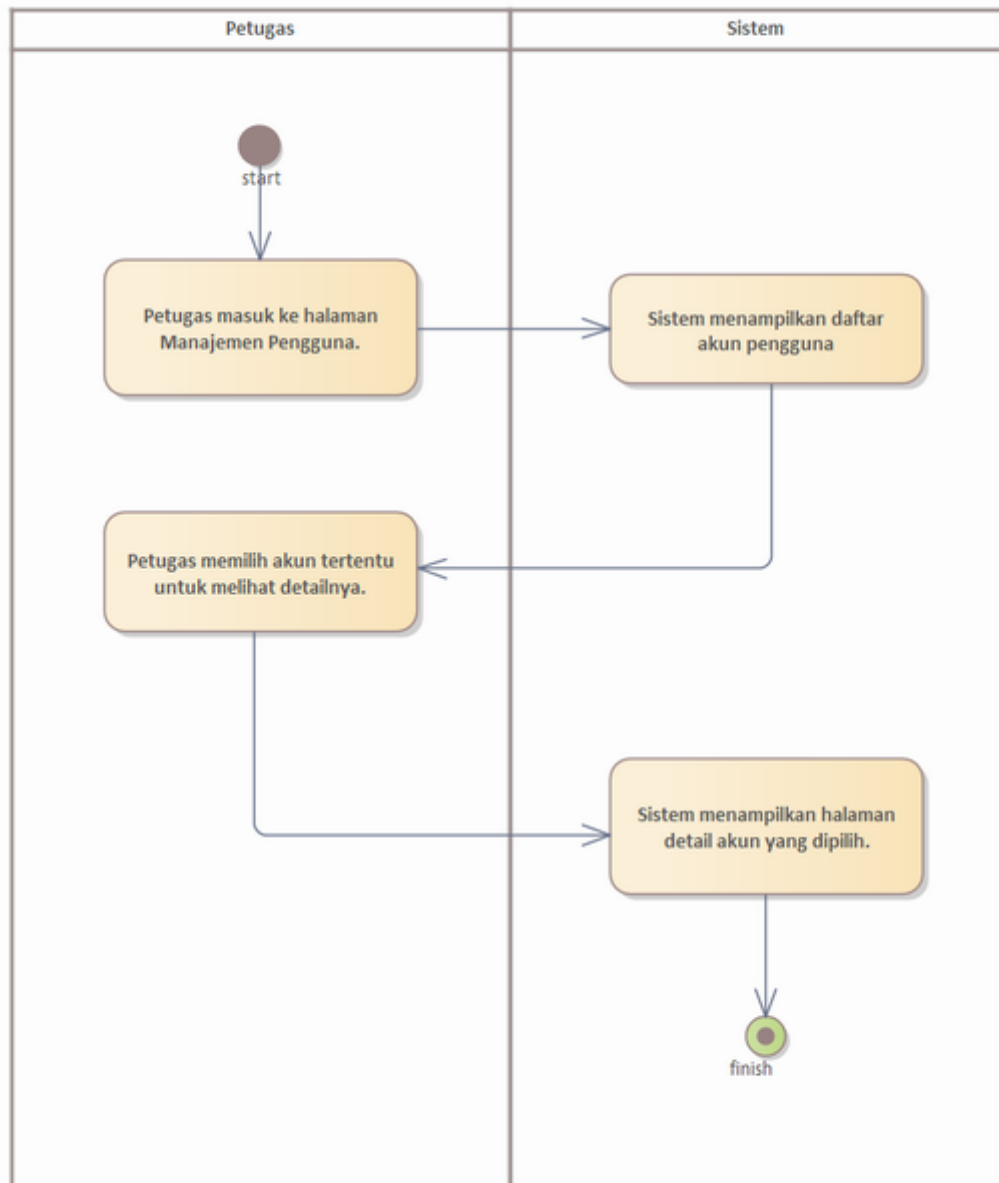 Petugas
Sistem
start
Petugas masuk ke halaman
Manajemen Pengguna.
Sistem menampilkan daftar
akun pengguna
Petugas memilih akun tertentu
untuk melihat detailnya.
Sistem menampilkan halaman
detail akun yang dipilih.
finish